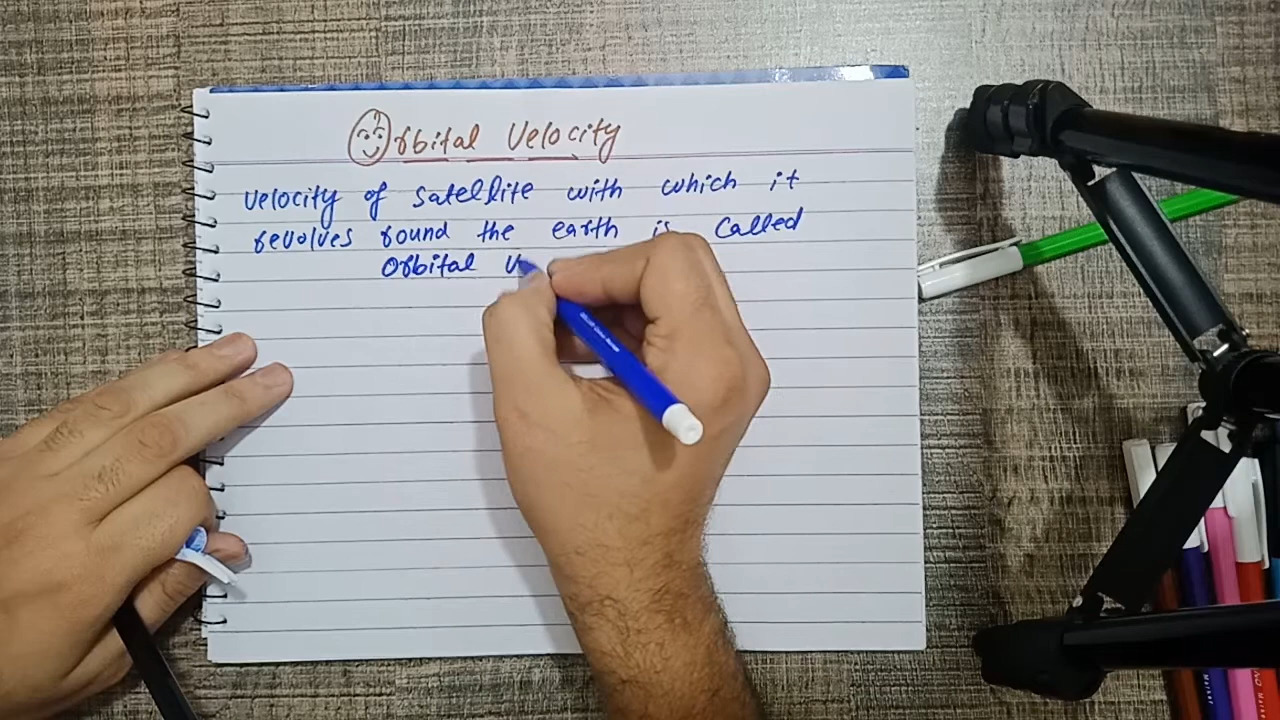 Orbital Velocity
Velocity of Satellite with which it
revolves round the earth is called
Orbital V